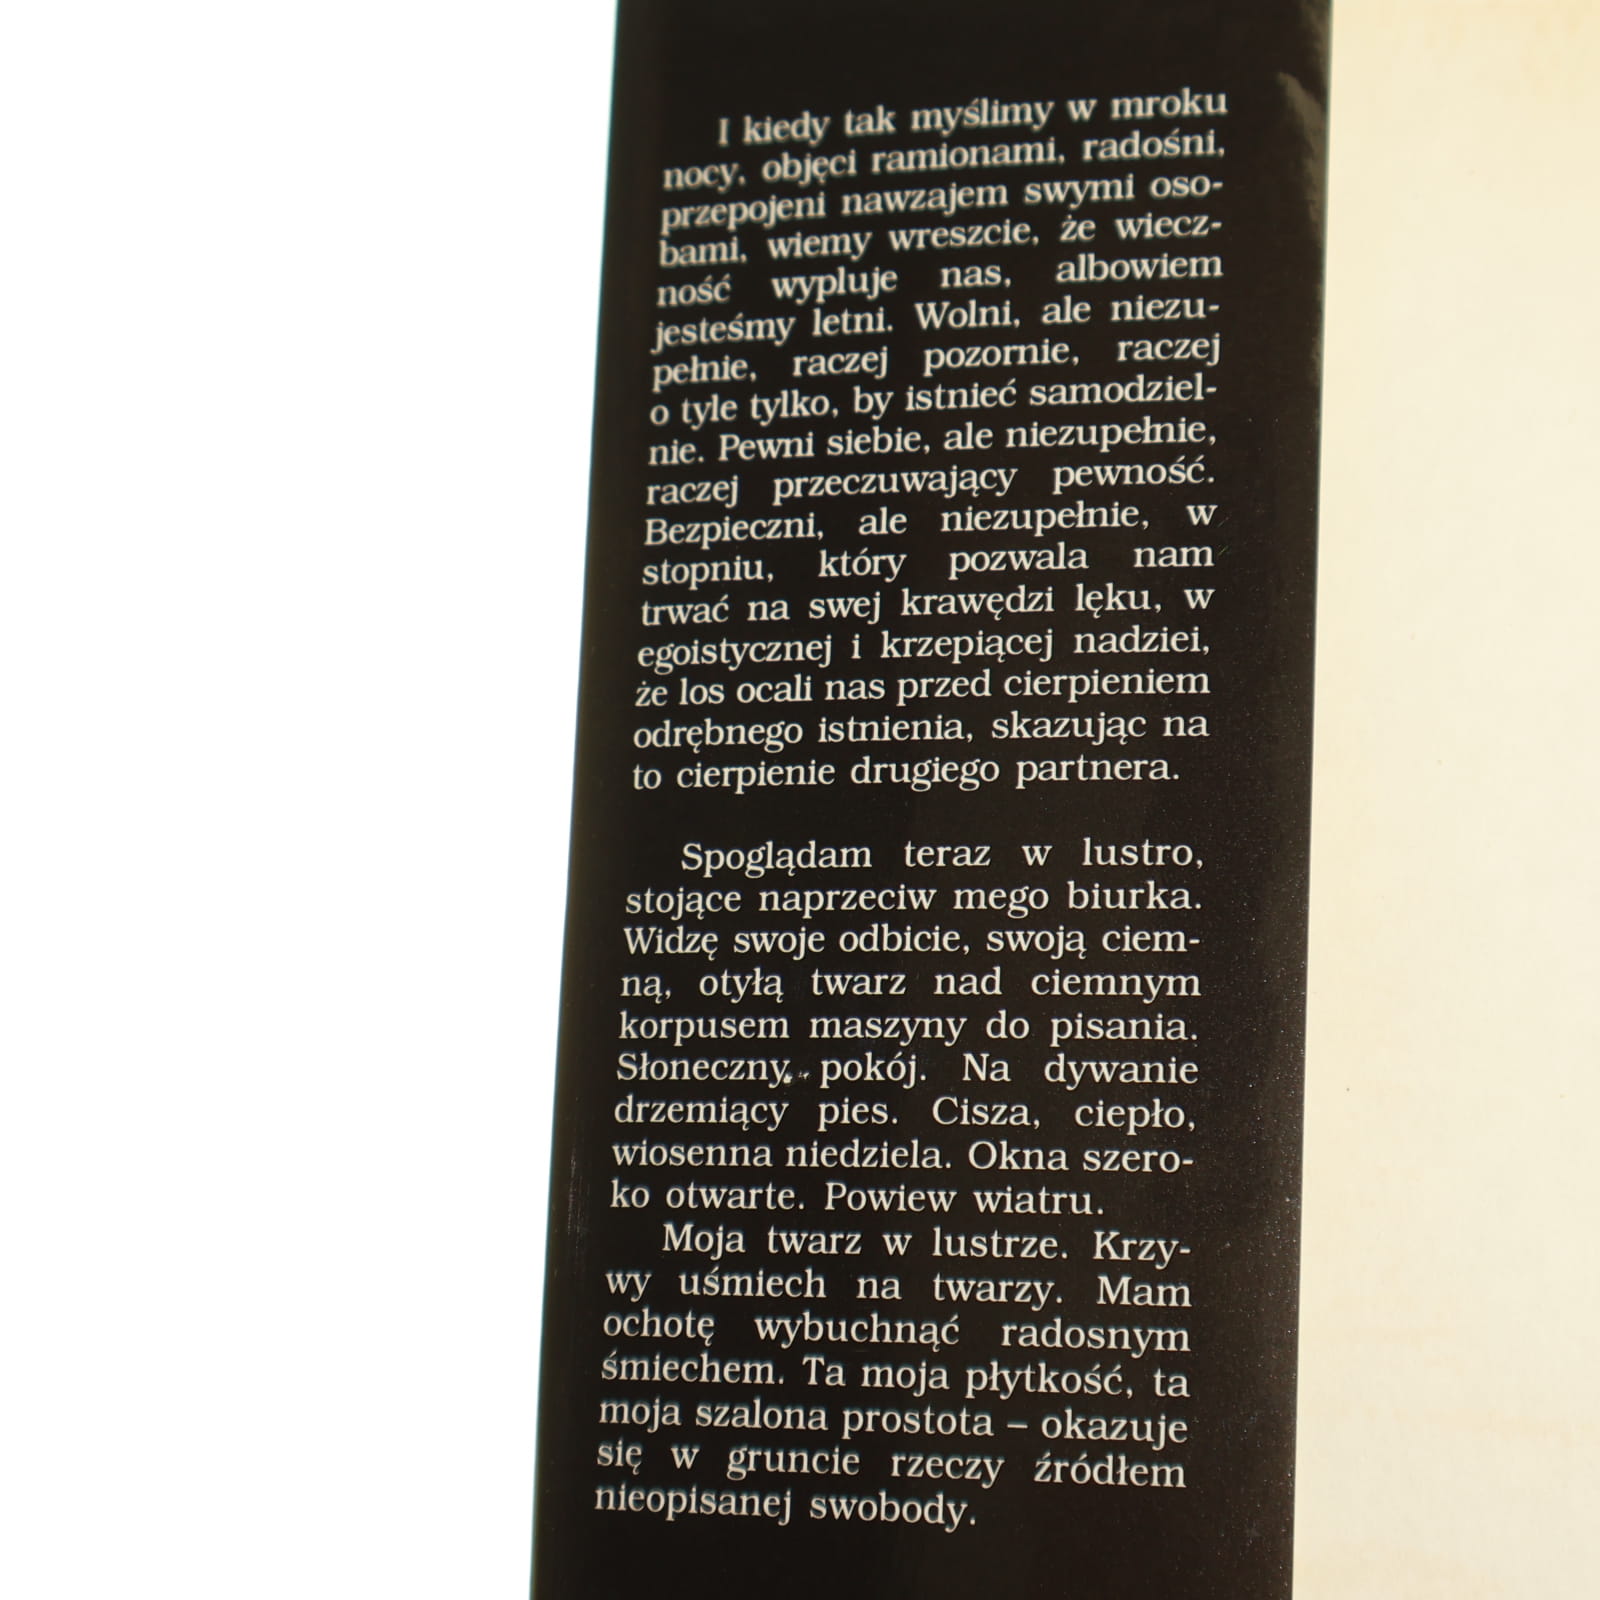 I kiedy tak myślimy w mroku
nocy, objęci ramionami, radośni,
przepojeni nawzajem swymi oso-
bami, wiemy wreszcie, że wiecz-
ność wypluje nas, albowiem
jesteśmy letni. Wolni, ale niezu-
pełnie, raczej pozornie, raczej
o tyle tylko, by istnieć samodziel-
nie. Pewni siebie, ale niezupełnie,
raczej przeczuwający pewność.
Bezpieczni, ale niezupełnie, w
stopniu, który pozwala nam
trwać na swej krawędzi lęku, w
egoistycznej i krzepiącej nadziei,
że los ocali nas przed cierpieniem
odrębnego istnienia, skazując na
to cierpienie drugiego partnera.
Spoglądam teraz w lustro,
stojące naprzeciw mego biurka.
Widzę swoje odbicie, swoją ciem-
ną, otyłą twarz nad ciemnym
korpusem maszyny do pisania.
Słoneczny pokój. Na dywanie
drzemiący pies. Cisza, ciepło,
wiosenna niedziela. Okna szero-
ko otwarte. Powiew wiatru.
Moja twarz w lustrze. Krzy-
wy uśmiech na twarzy. Mam
ochotę wybuchnąć radosnym
śmiechem. Ta moja płytkość, ta
moja szalona prostota – okazuje
się w gruncie rzeczy źródłem
nieopisanej swobody.